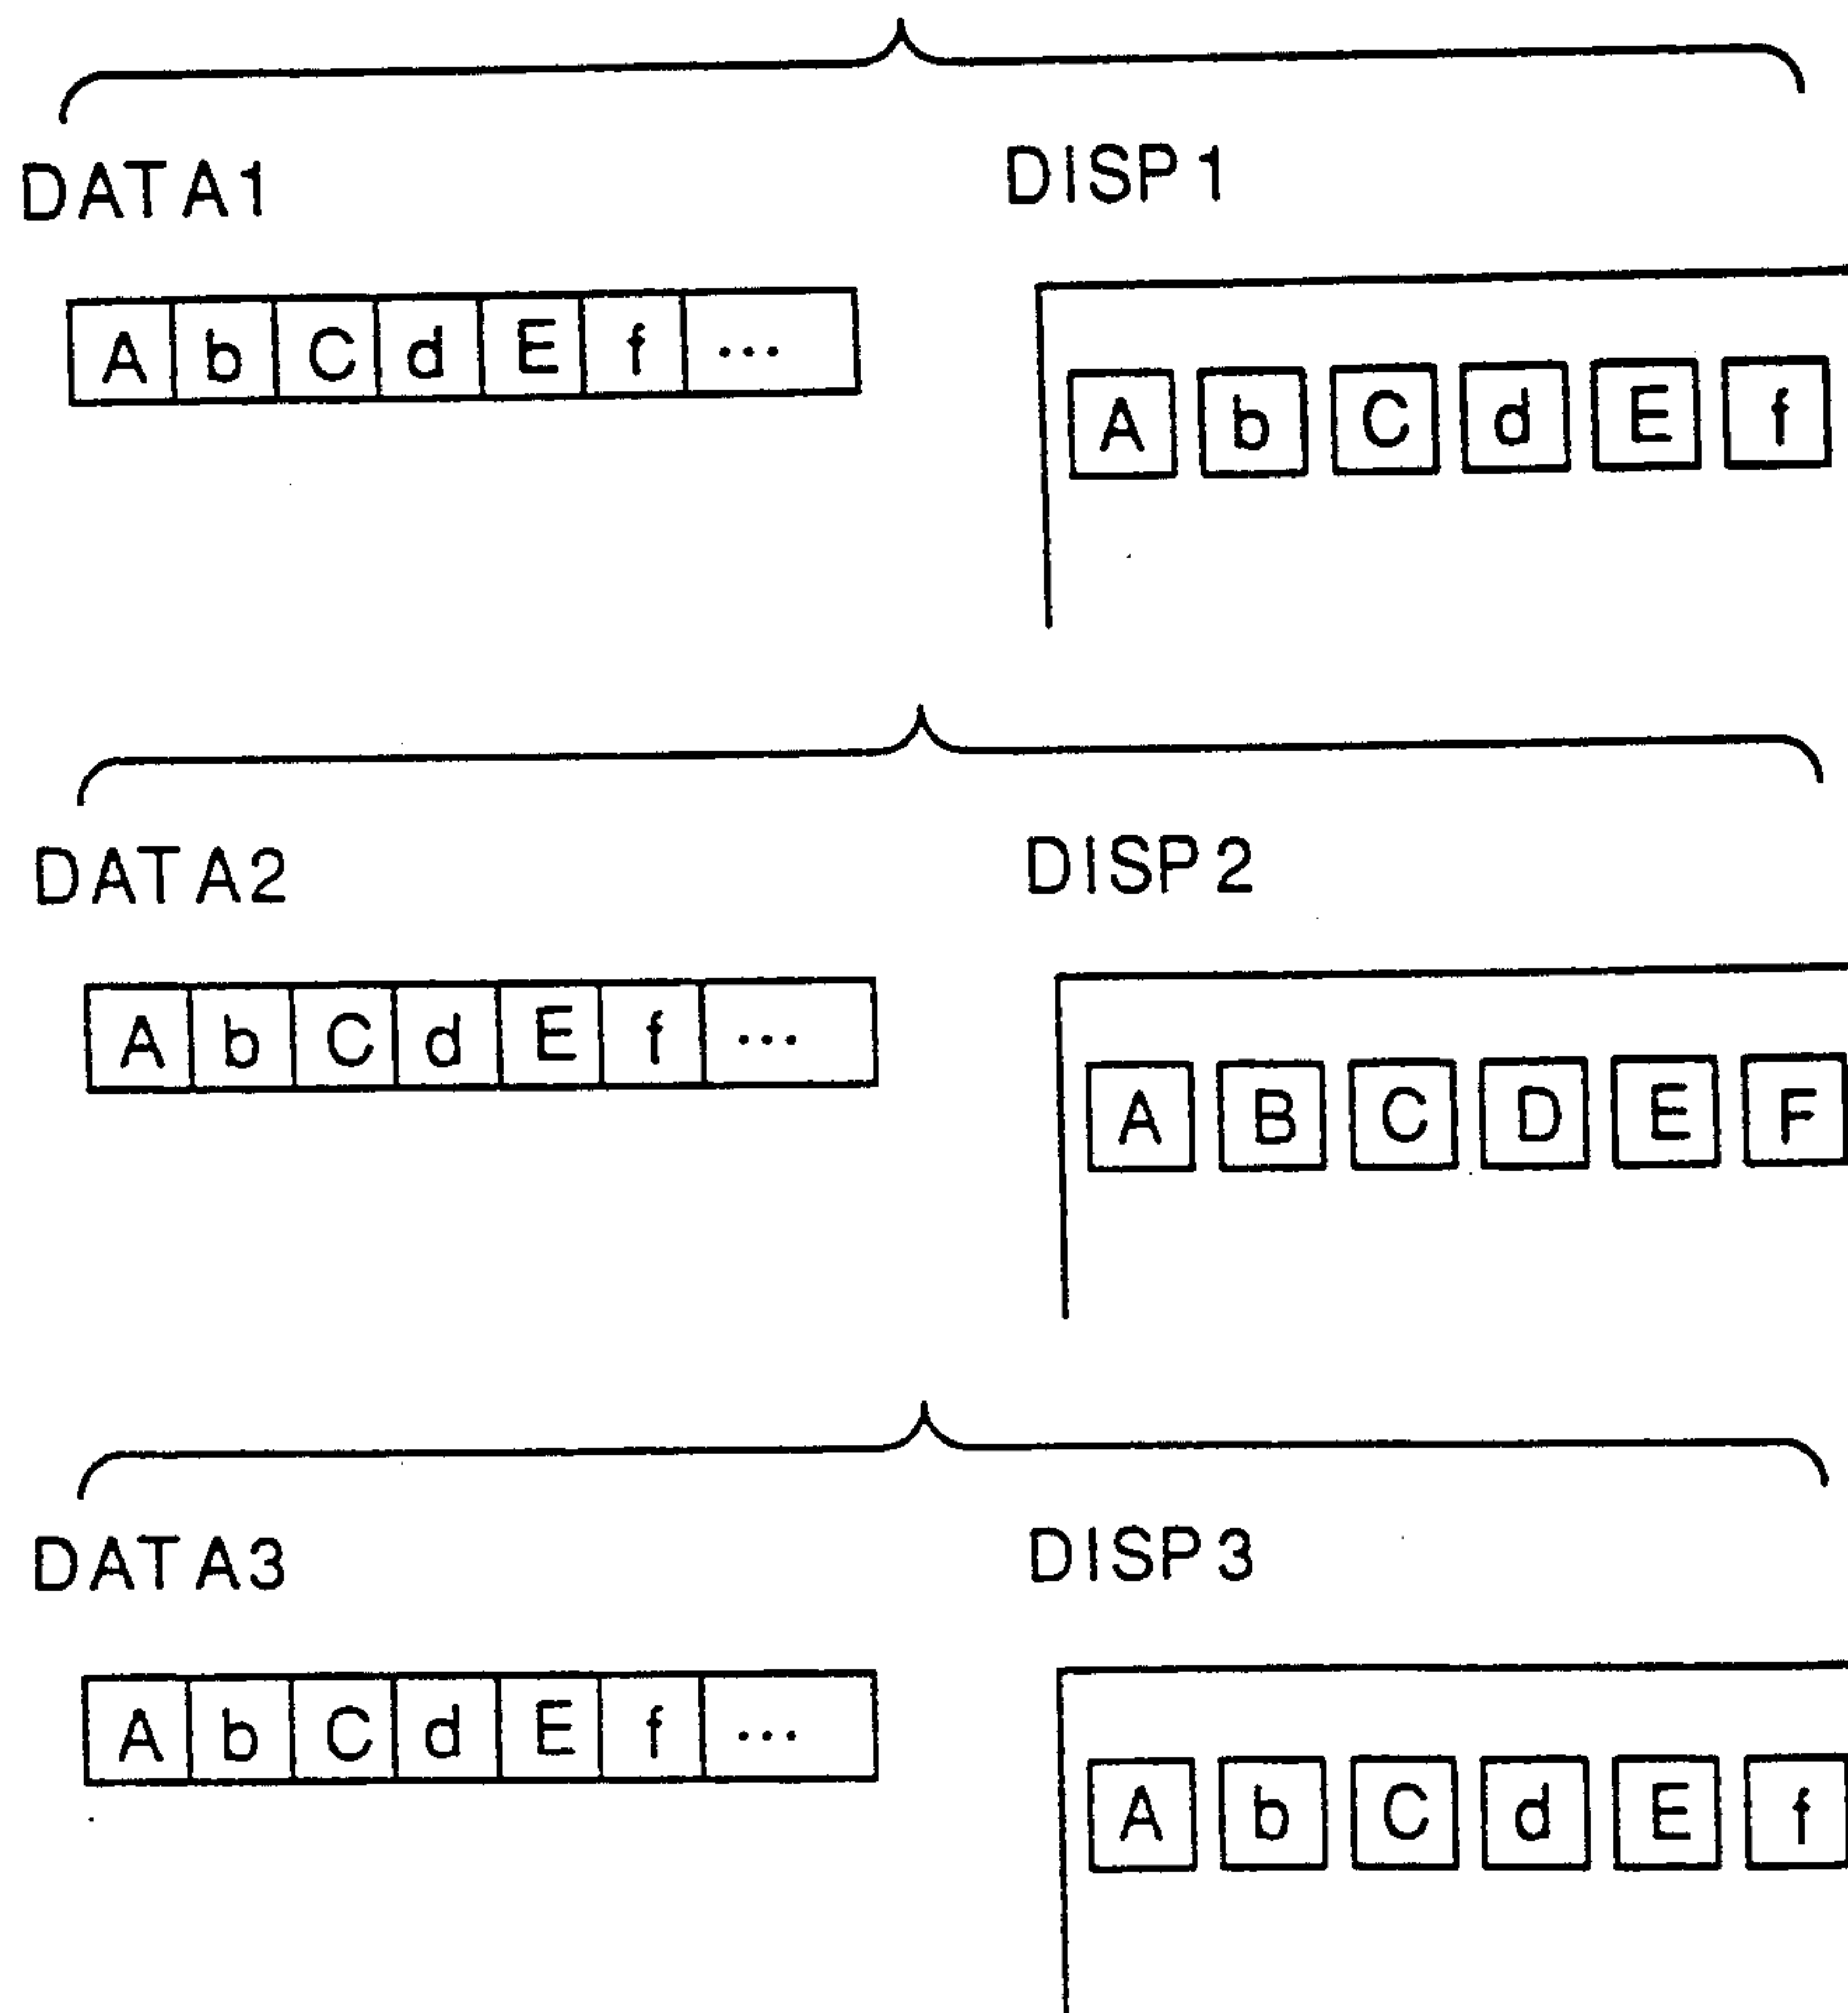 DATA1 DISP1
A b C d E f ...
A b C d E f
DATA2 DISP2
A b C d E f ...
A B C D E F
DATA3 DISP3
A b C d E f ...
A b C d E f